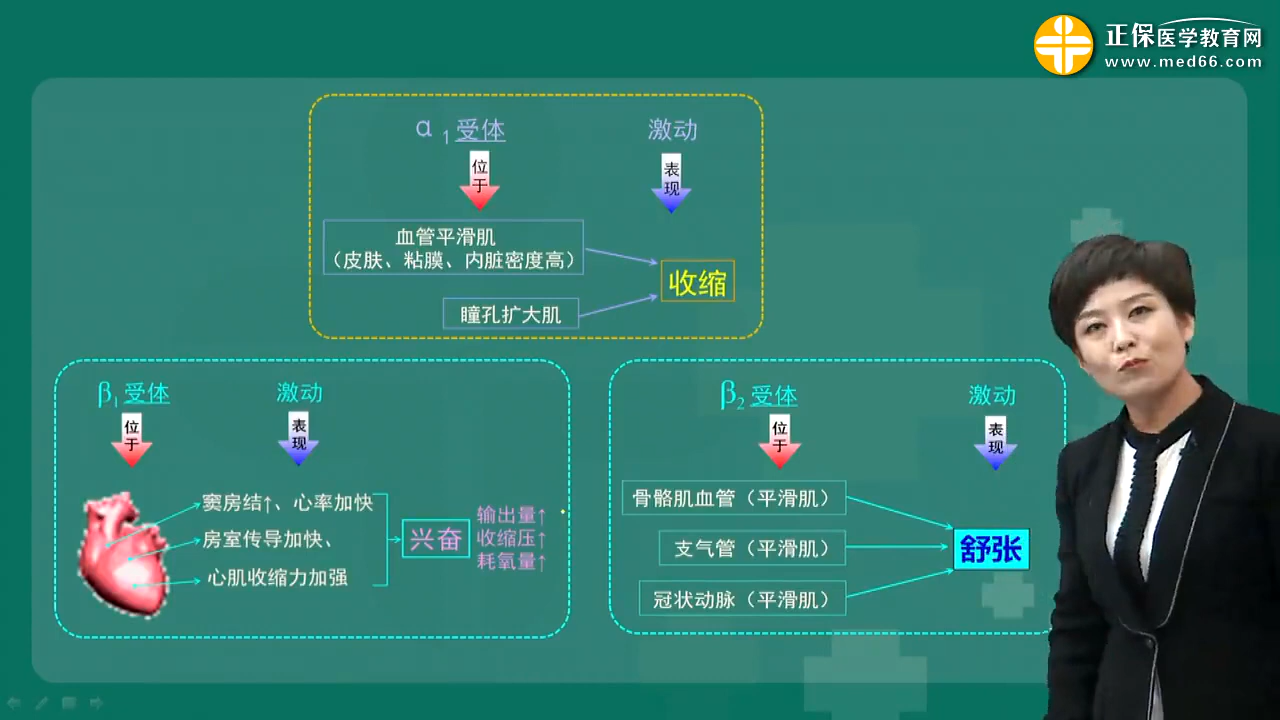 正保医学教育网
www.med66.com
α1受体
激动
位于
表现
血管平滑肌
（皮肤、粘膜、内脏密度高）
收缩
瞳孔扩大肌
β1受体
激动
位于
表现
窦房结↑、心率加快
房室传导加快、
心肌收缩力加强
兴奋
输出量↑
收缩压↑
耗氧量↑
β2受体
激动
位于
表现
骨骼肌血管（平滑肌）
支气管（平滑肌）
冠状动脉（平滑肌）
舒张